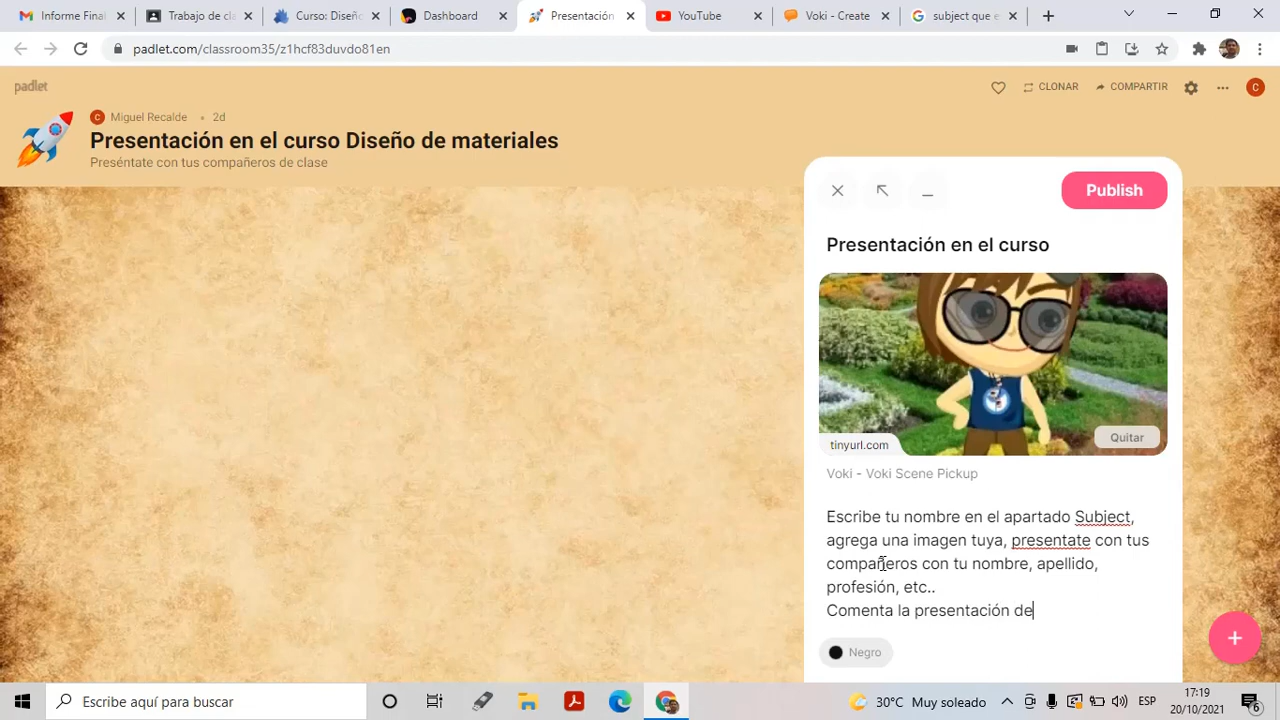 Informe Final
Trabajo de cla
Curso: Diseño
Dashboard
Presentación
YouTube
Voki - Create
subject que e
padlet.com/classroom35/z1hcf83duvdo81en
padlet
CLONAR
COMPARTIR
C
C Miguel Recalde • 2d
Presentación en el curso Diseño de materiales
Preséntate con tus compañeros de clase
Publish
Presentación en el curso
tinyurl.com
Quitar
Voki - Voki Scene Pickup
Escribe tu nombre en el apartado Subject,
agrega una imagen tuya, presentate con tus
compañeros con tu nombre, apellido,
profesión, etc..
Comenta la presentación de
Negro
Escribe aquí para buscar
30°C Muy soleado
ESP
17:19
20/10/2021
6